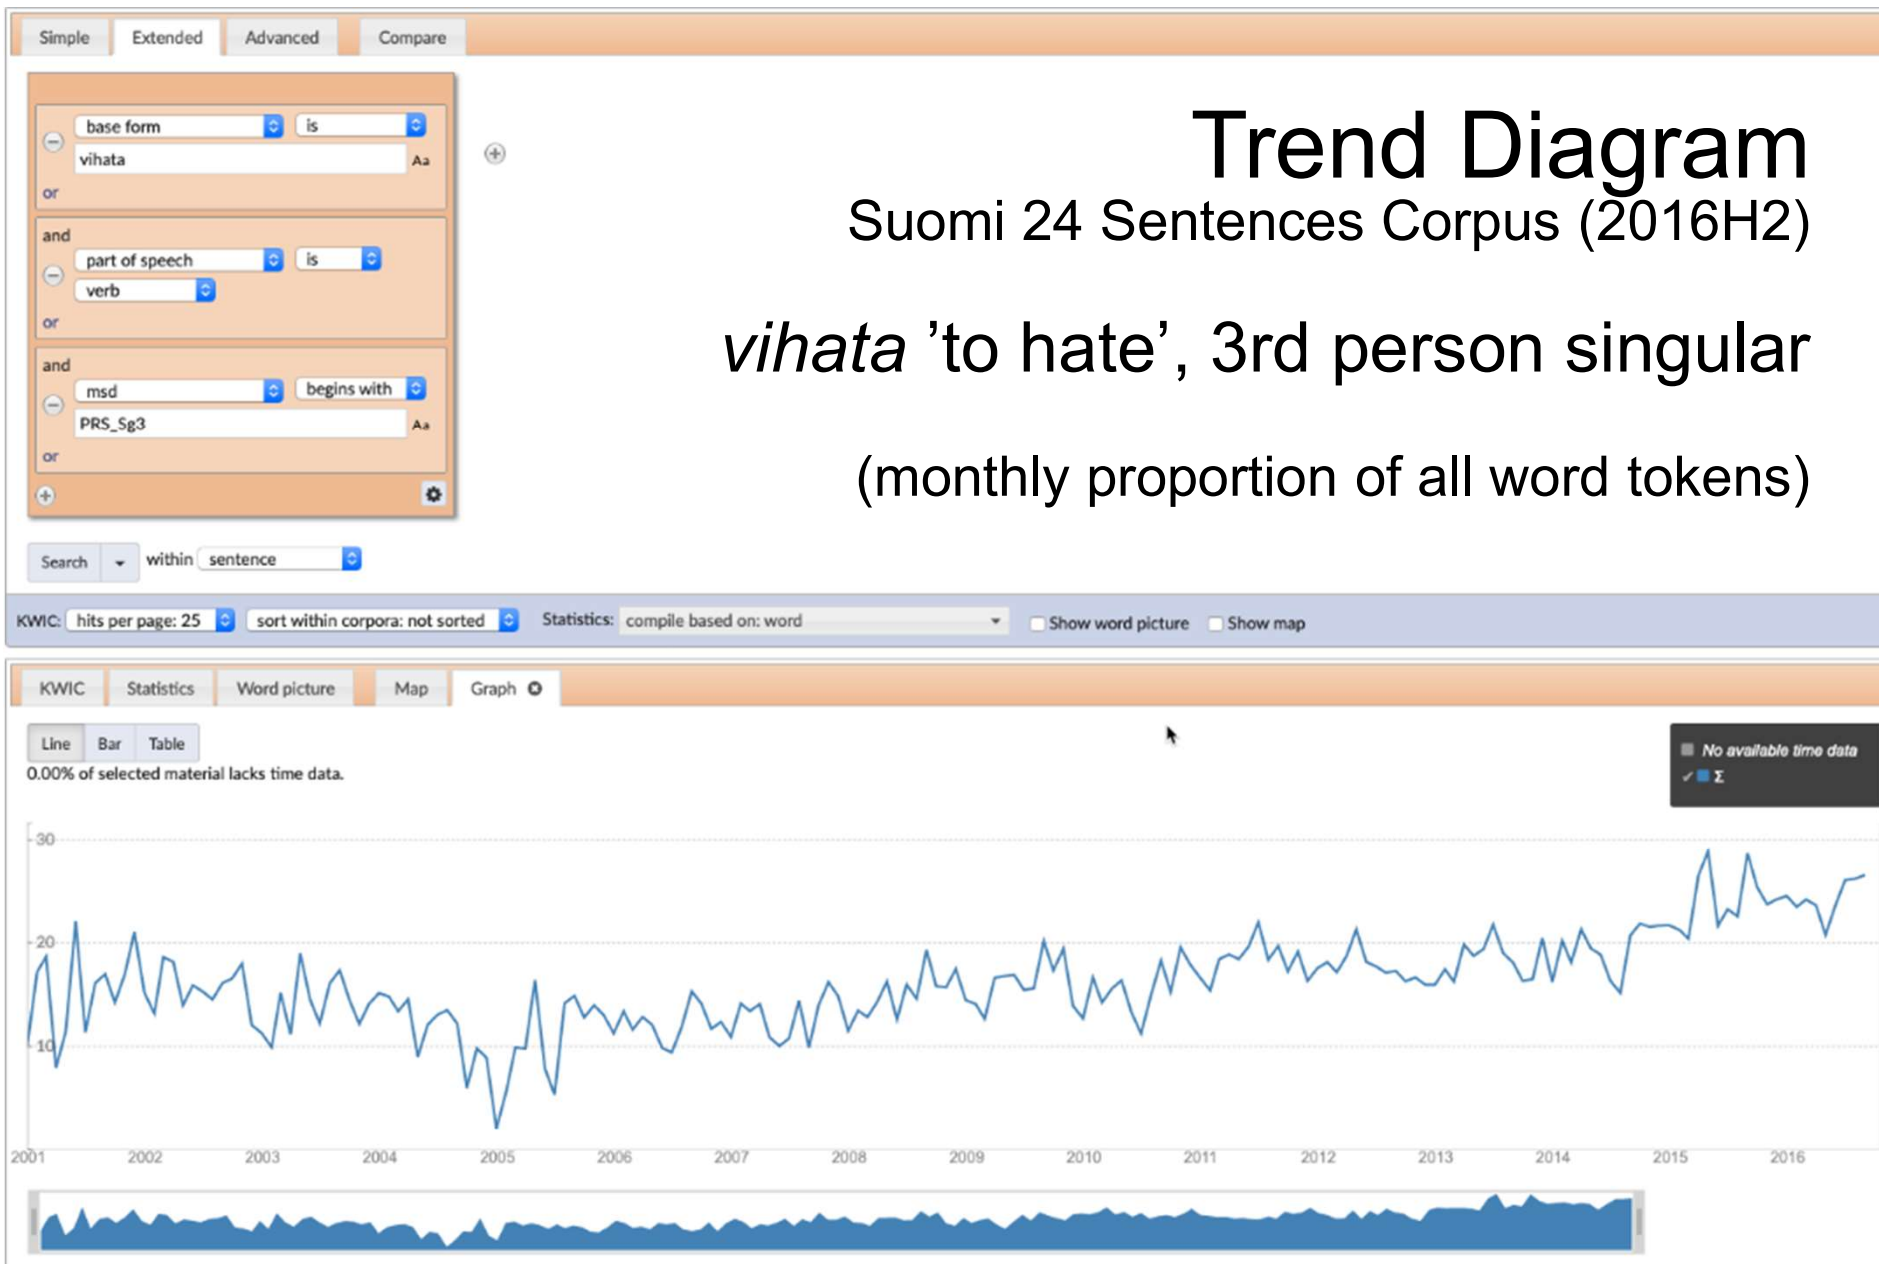 Simple Extended Advanced Compare
base form is
vihata Aa
or
and
part of speech is
verb
or
and
msd begins with
PRS_Sg3 Aa
or
Search within sentence
Trend Diagram
Suomi 24 Sentences Corpus (2016H2)
vihata ’to hate’, 3rd person singular
(monthly proportion of all word tokens)
KWIC: hits per page: 25 sort within corpora: not sorted Statistics: compile based on: word Show word picture Show map
KWIC Statistics Word picture Map Graph
Line Bar Table
0.00% of selected material lacks time data.
No available time data
Σ
30
20
10
2001 2002 2003 2004 2005 2006 2007 2008 2009 2010 2011 2012 2013 2014 2015 2016